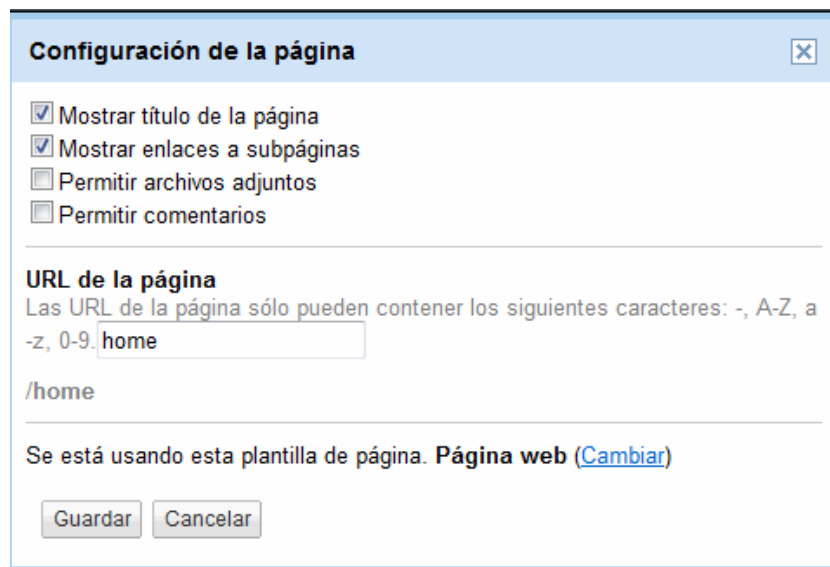 Configuración de la página
Mostrar título de la página
Mostrar enlaces a subpáginas
Permitir archivos adjuntos
Permitir comentarios
URL de la página
Las URL de la página sólo pueden contener los siguientes caracteres: -, A-Z, a
-z, 0-9. home
/home
Se está usando esta plantilla de página. Página web (Cambiar)
Guardar Cancelar